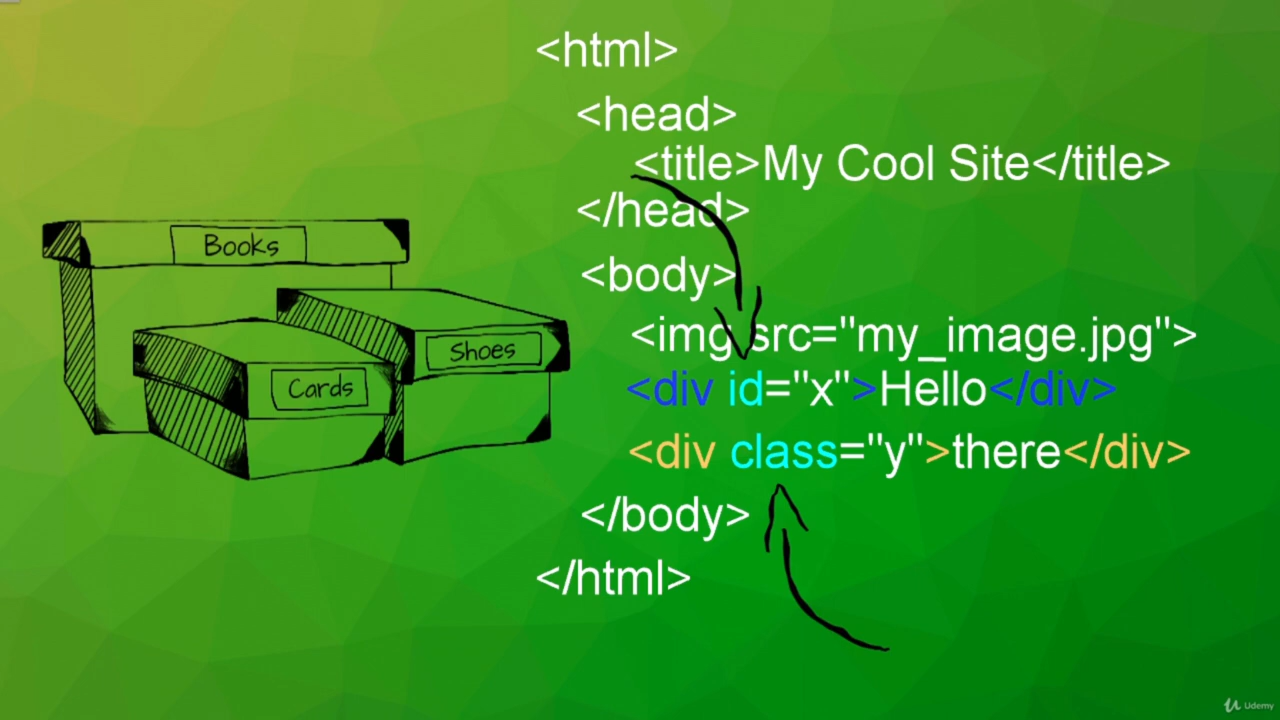 <html>
<head>
<title>My Cool Site</title>
</head>
<body>
<img src="my_image.jpg">
<div id="x">Hello</div>
<div class="y">there</div>
</body>
</html>
Books
Shoes
Cards
Udemy